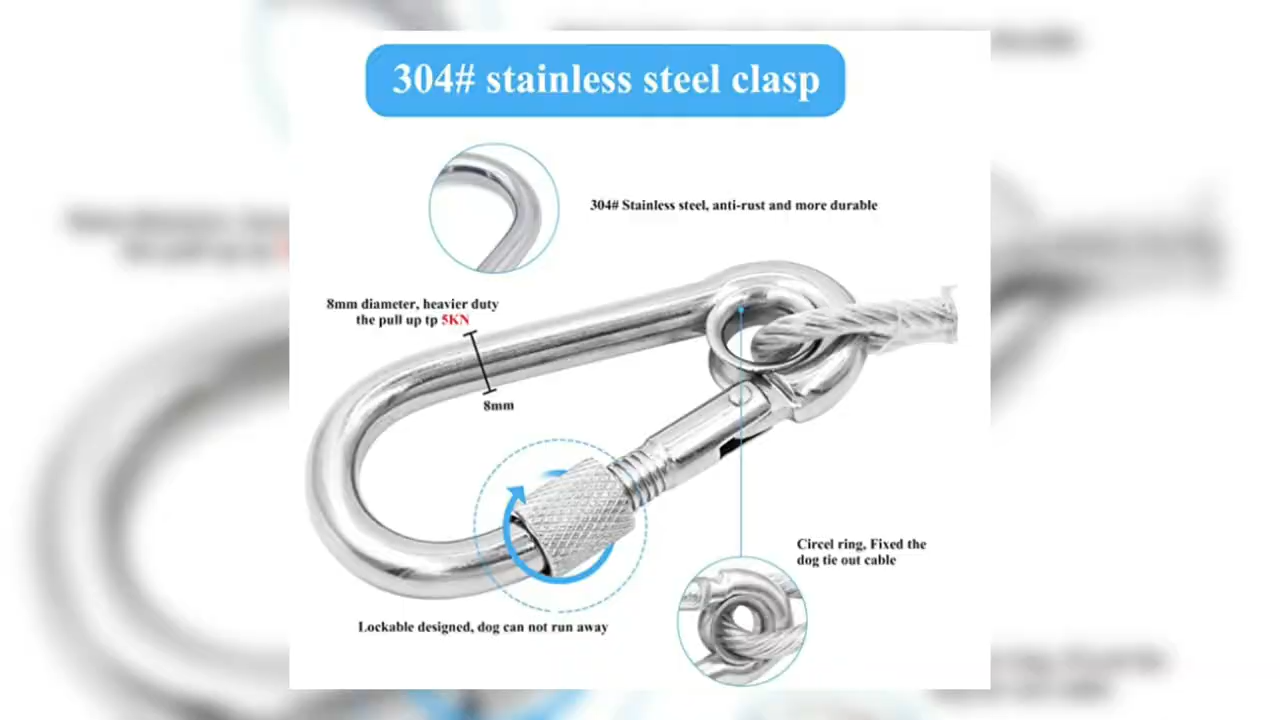 304# stainless steel clasp
304# Stainless steel, anti-rust and more durable
8mm diameter, heavier duty
the pull up tp 5KN
8mm
Circel ring, Fixed the
dog tie out cable
Lockable designed, dog can not run away